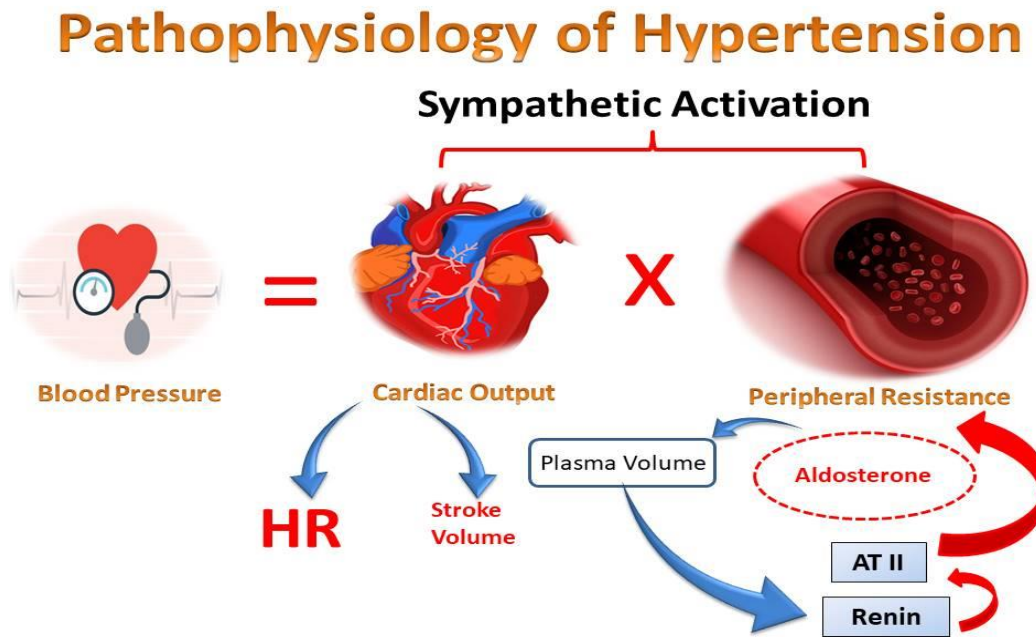 Pathophysiology of Hypertension
Sympathetic Activation
=
X
Blood Pressure
Cardiac Output
Peripheral Resistance
HR
Stroke
Volume
Plasma Volume
Aldosterone
AT II
Renin